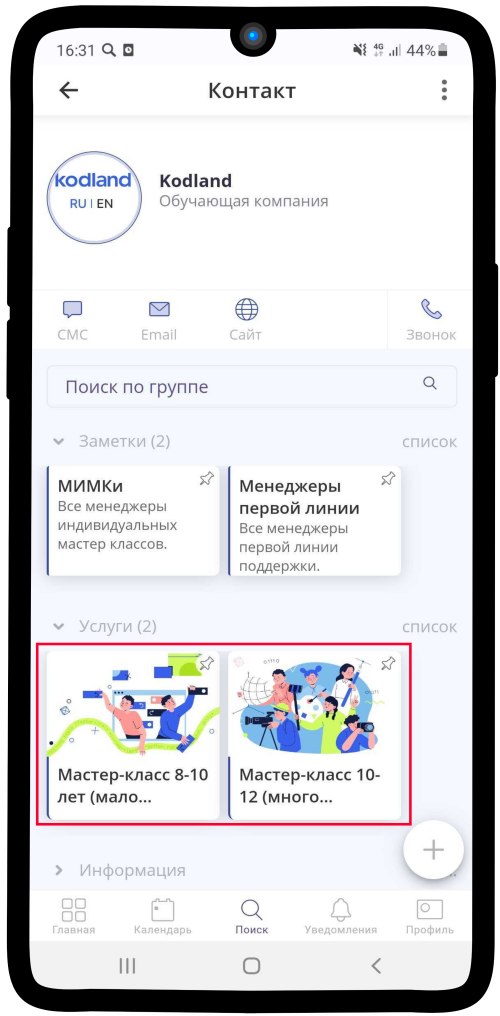 16:31
4G
44%
Контакт
kodland
RU | EN
Kodland
Обучающая компания
СМС
Email
Сайт
Звонок
Поиск по группе
Заметки (2)
список
МИМКи
Все менеджеры
индивидуальных
мастер классов.
Менеджеры
первой линии
Все менеджеры
первой линии
поддержки.
Услуги (2)
список
Мастер-класс 8-10
лет (мало...
Мастер-класс 10-
12 (много...
Информация
Главная
Календарь
Поиск
Уведомления
Профиль